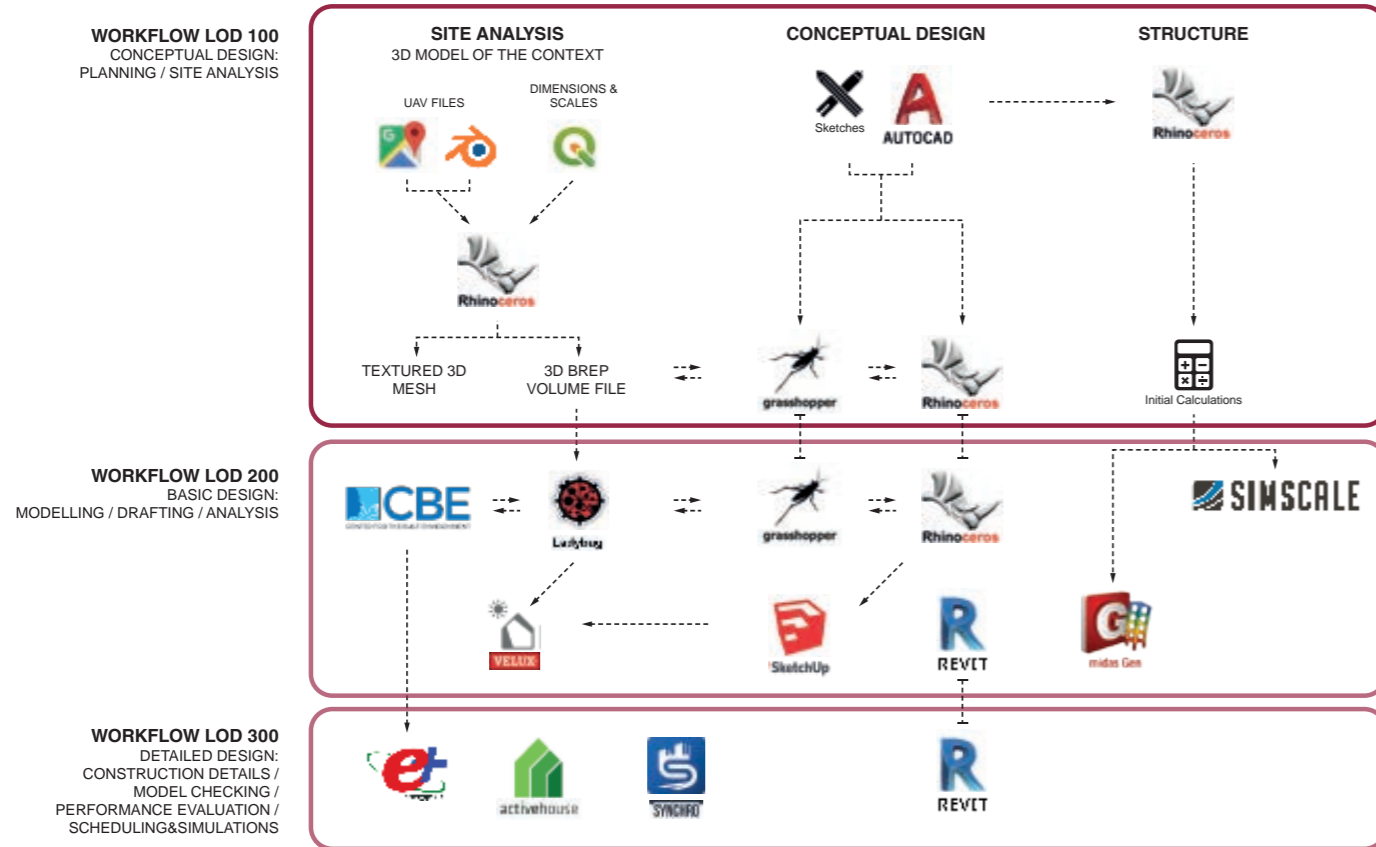 WORKFLOW LOD 100
CONCEPTUAL DESIGN:
PLANNING / SITE ANALYSIS
SITE ANALYSIS
3D MODEL OF THE CONTEXT
CONCEPTUAL DESIGN
STRUCTURE
UAV FILES
DIMENSIONS &
SCALES
G
Sketches
AUTOCAD
Rhinoceros
Rhinoceros
TEXTURED 3D
MESH
3D BREP
VOLUME FILE
grasshopper
Rhinoceros
Initial Calculations
WORKFLOW LOD 200
BASIC DESIGN:
MODELLING / DRAFTING / ANALYSIS
CBE
Ladybug
grasshopper
Rhinoceros
SIMSCALE
VELUX
SketchUp
R
REVIT
G
midas Gen
WORKFLOW LOD 300
DETAILED DESIGN:
CONSTRUCTION DETAILS /
MODEL CHECKING /
PERFORMANCE EVALUATION /
SCHEDULING&SIMULATIONS
et
activehouse
SYNCHRO
R
REVIT